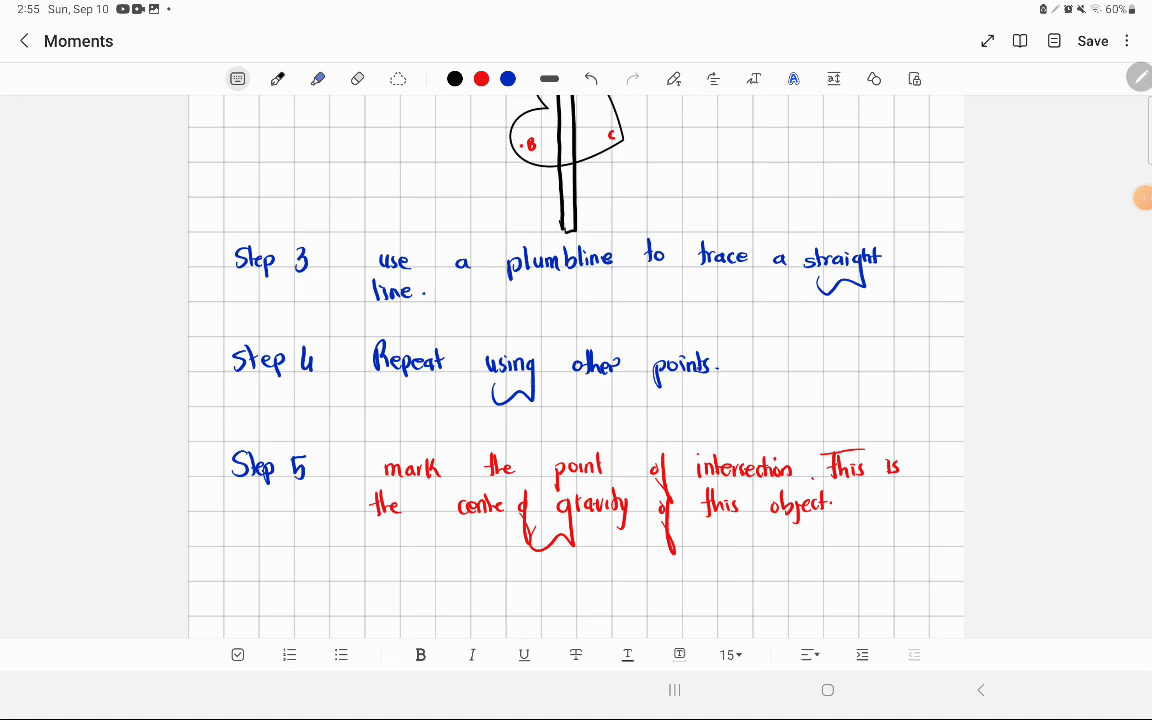 2:55 Sun, Sep 10 60%
Moments Save
B C
Step 3 use a plumbline to trace a straight
line.
Step 4 Repeat using other points.
Step 5 mark the point of intersection. This is
the centre of gravity of this object.
B I U T T T 15